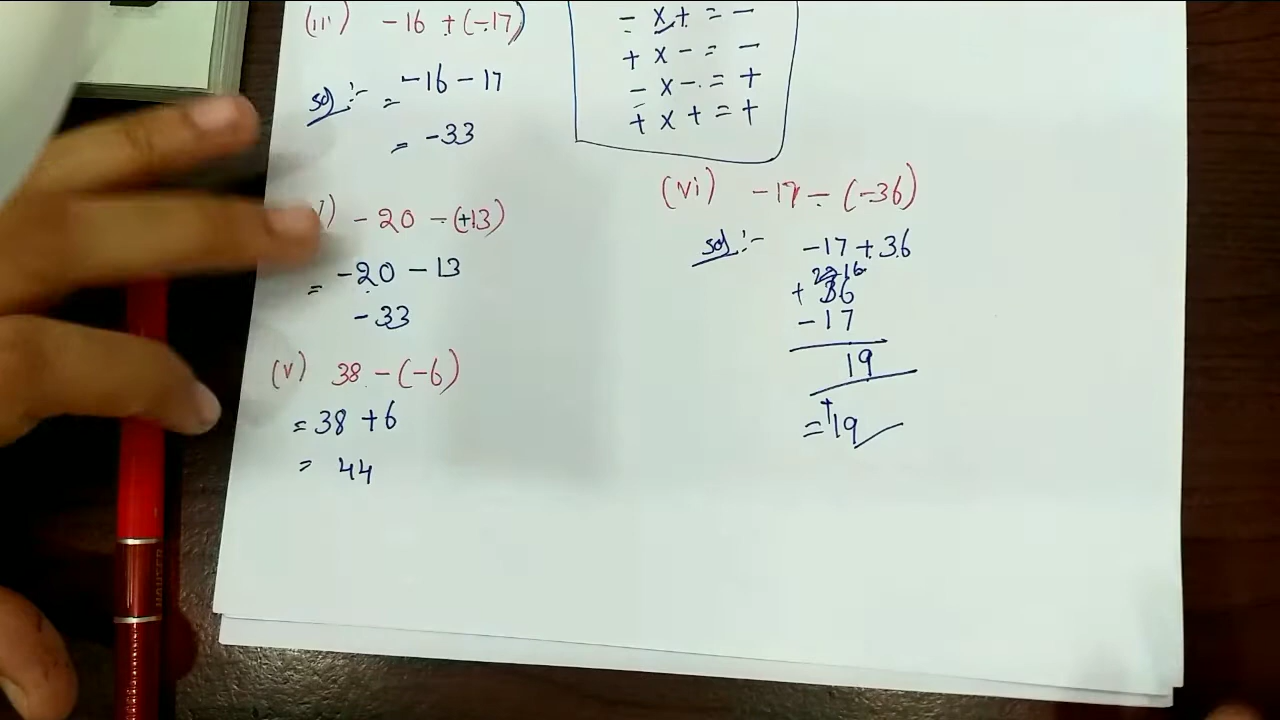 (iii) -16 +(-17)
sol:- = -16 - 17
= -33
- x + = -
+ x - = -
- x - = +
+ x + = +
- 20 -(+13)
= -20 - 13
-33
(v) 38 -(-6)
= 38 + 6
= 44
(vi) -17 - (-36)
sol:- -17 + 36
+ 36
- 17
19
= +19
HAUSER